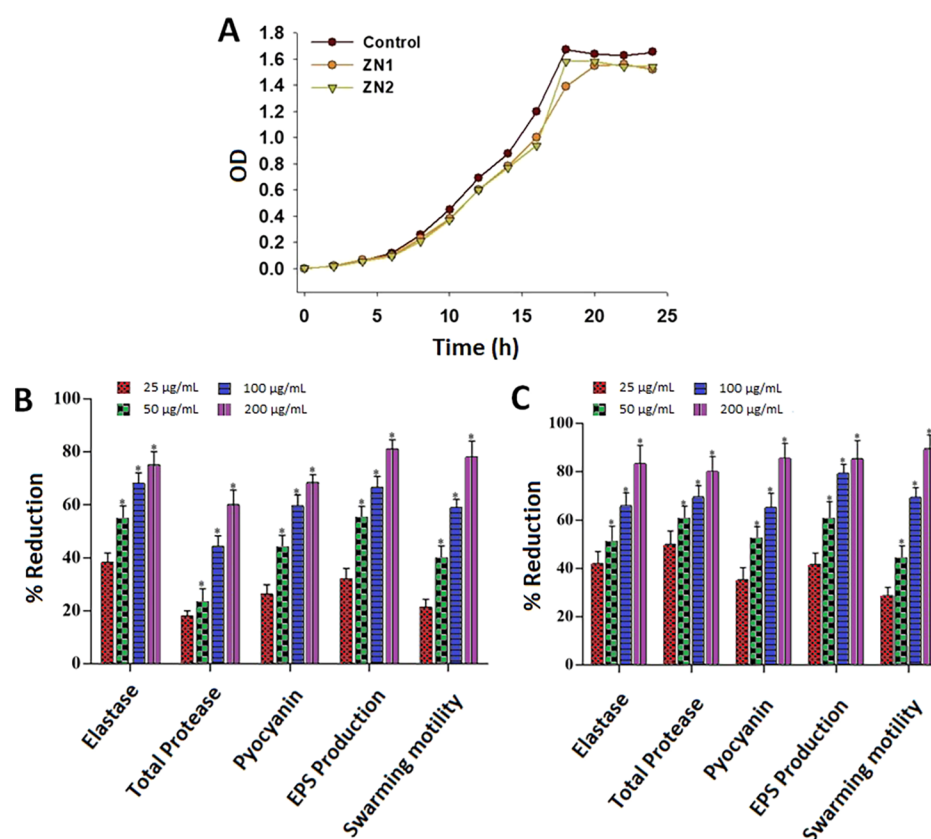 A
Control
ZN1
ZN2
OD
1.8
1.6
1.4
1.2
1.0
0.8
0.6
0.4
0.2
0.0
0 5 10 15 20 25
Time (h)
B
25 µg/mL 100 µg/mL
50 µg/mL 200 µg/mL
% Reduction
100
80
60
40
20
0
* * * * * * * * * * * * * * *
Elastase
Total Protease
Pyocyanin
EPS Production
Swarming motility
C
25 µg/mL 100 µg/mL
50 µg/mL 200 µg/mL
% Reduction
100
80
60
40
20
0
* * * * * * * * * * * * * * *
Elastase
Total Protease
Pyocyanin
EPS Production
Swarming motility